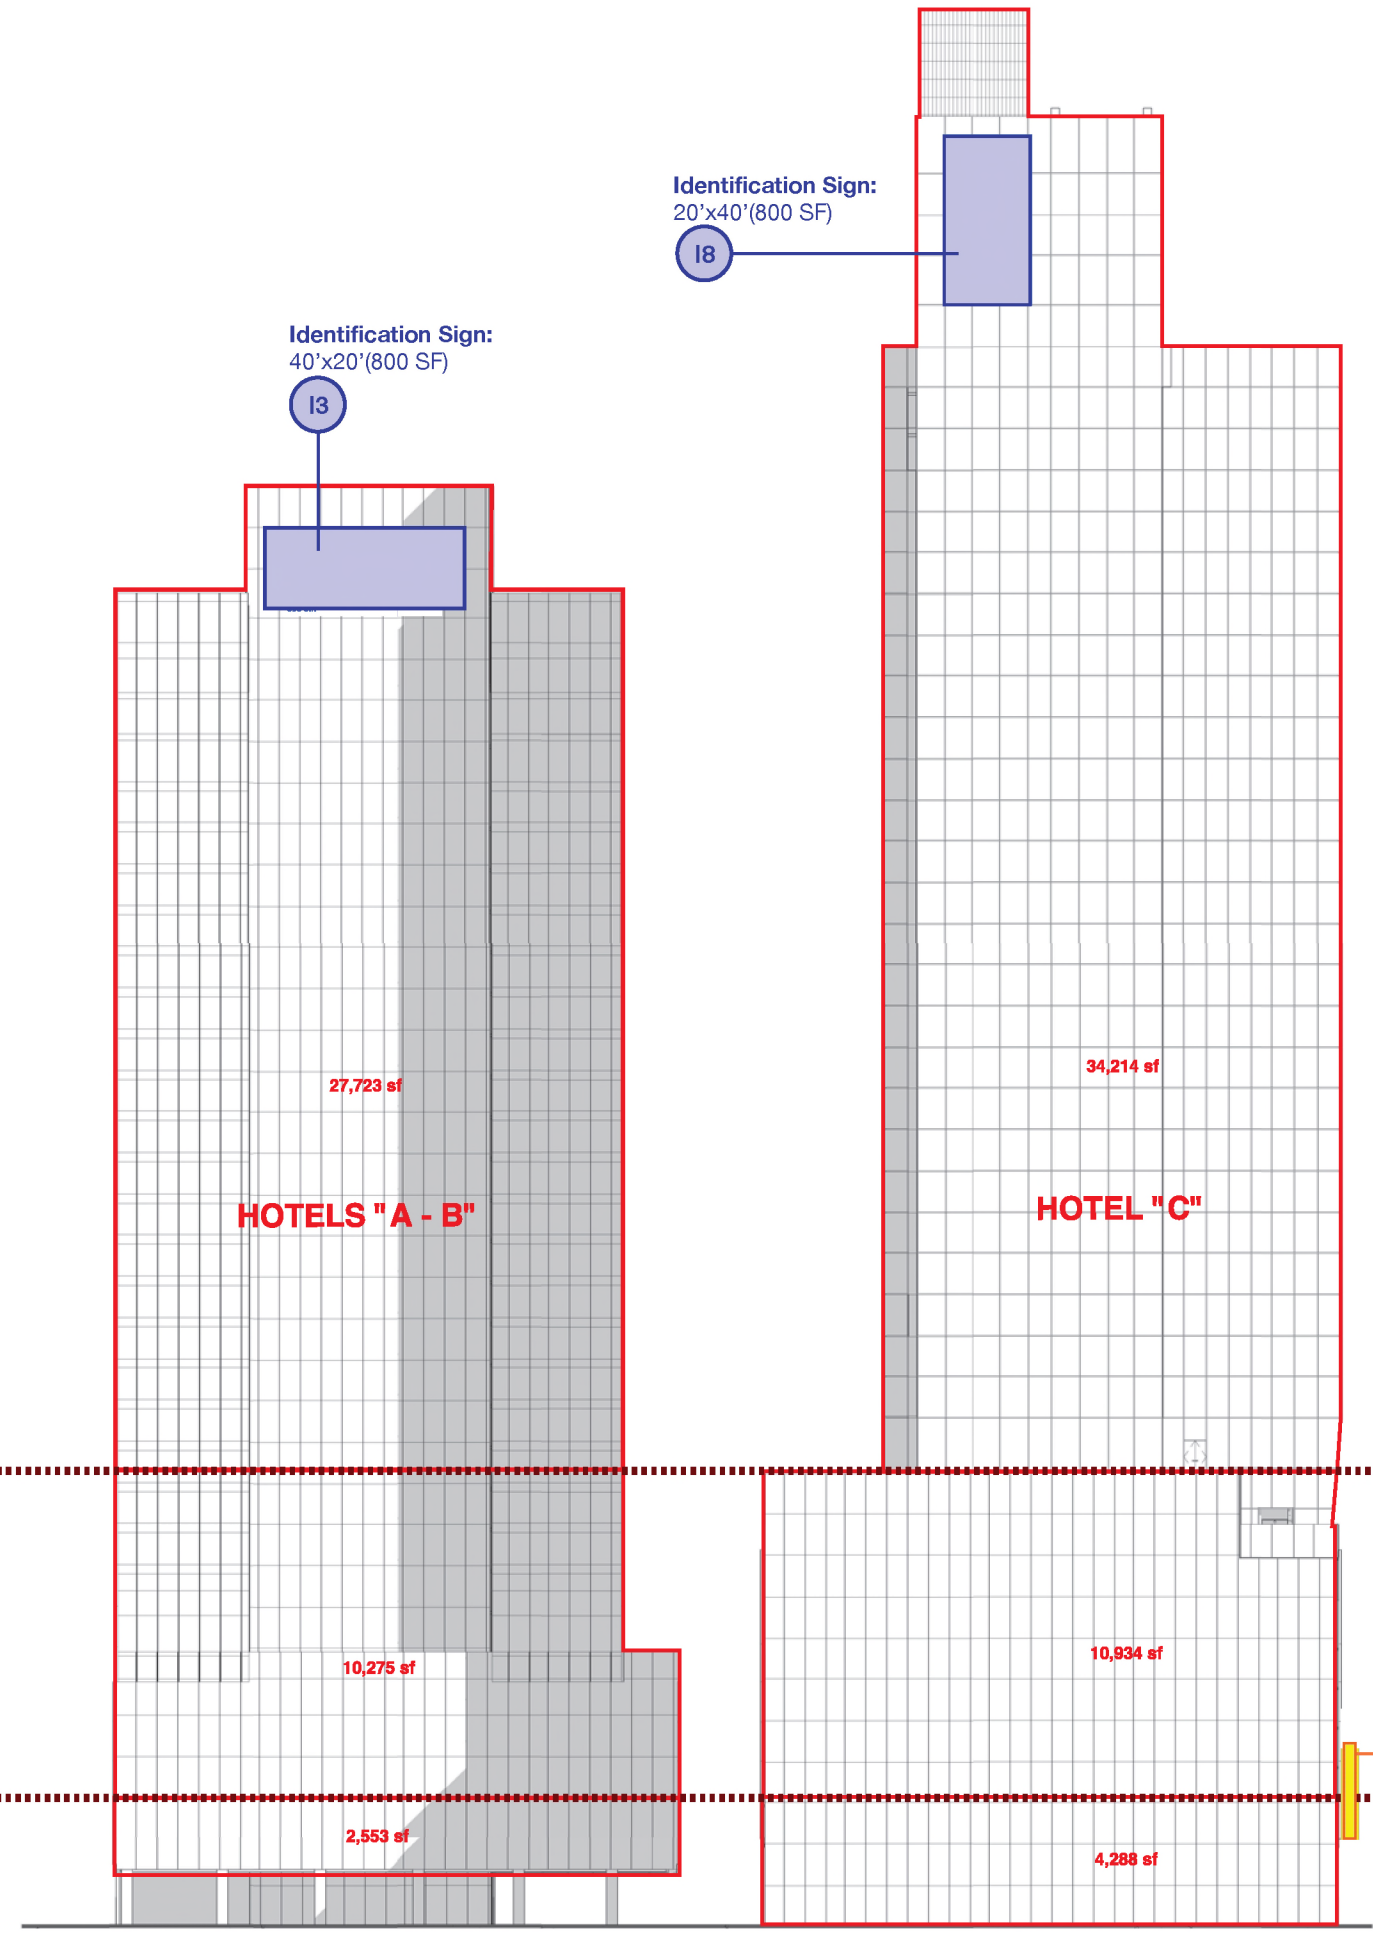 Identification Sign:
20'x40'(800 SF)
I8
Identification Sign:
40'x20'(800 SF)
I3
34,214 sf
27,723 sf
HOTEL "C"
HOTELS "A - B"
10,934 sf
10,275 sf
2,553 sf
4,288 sf